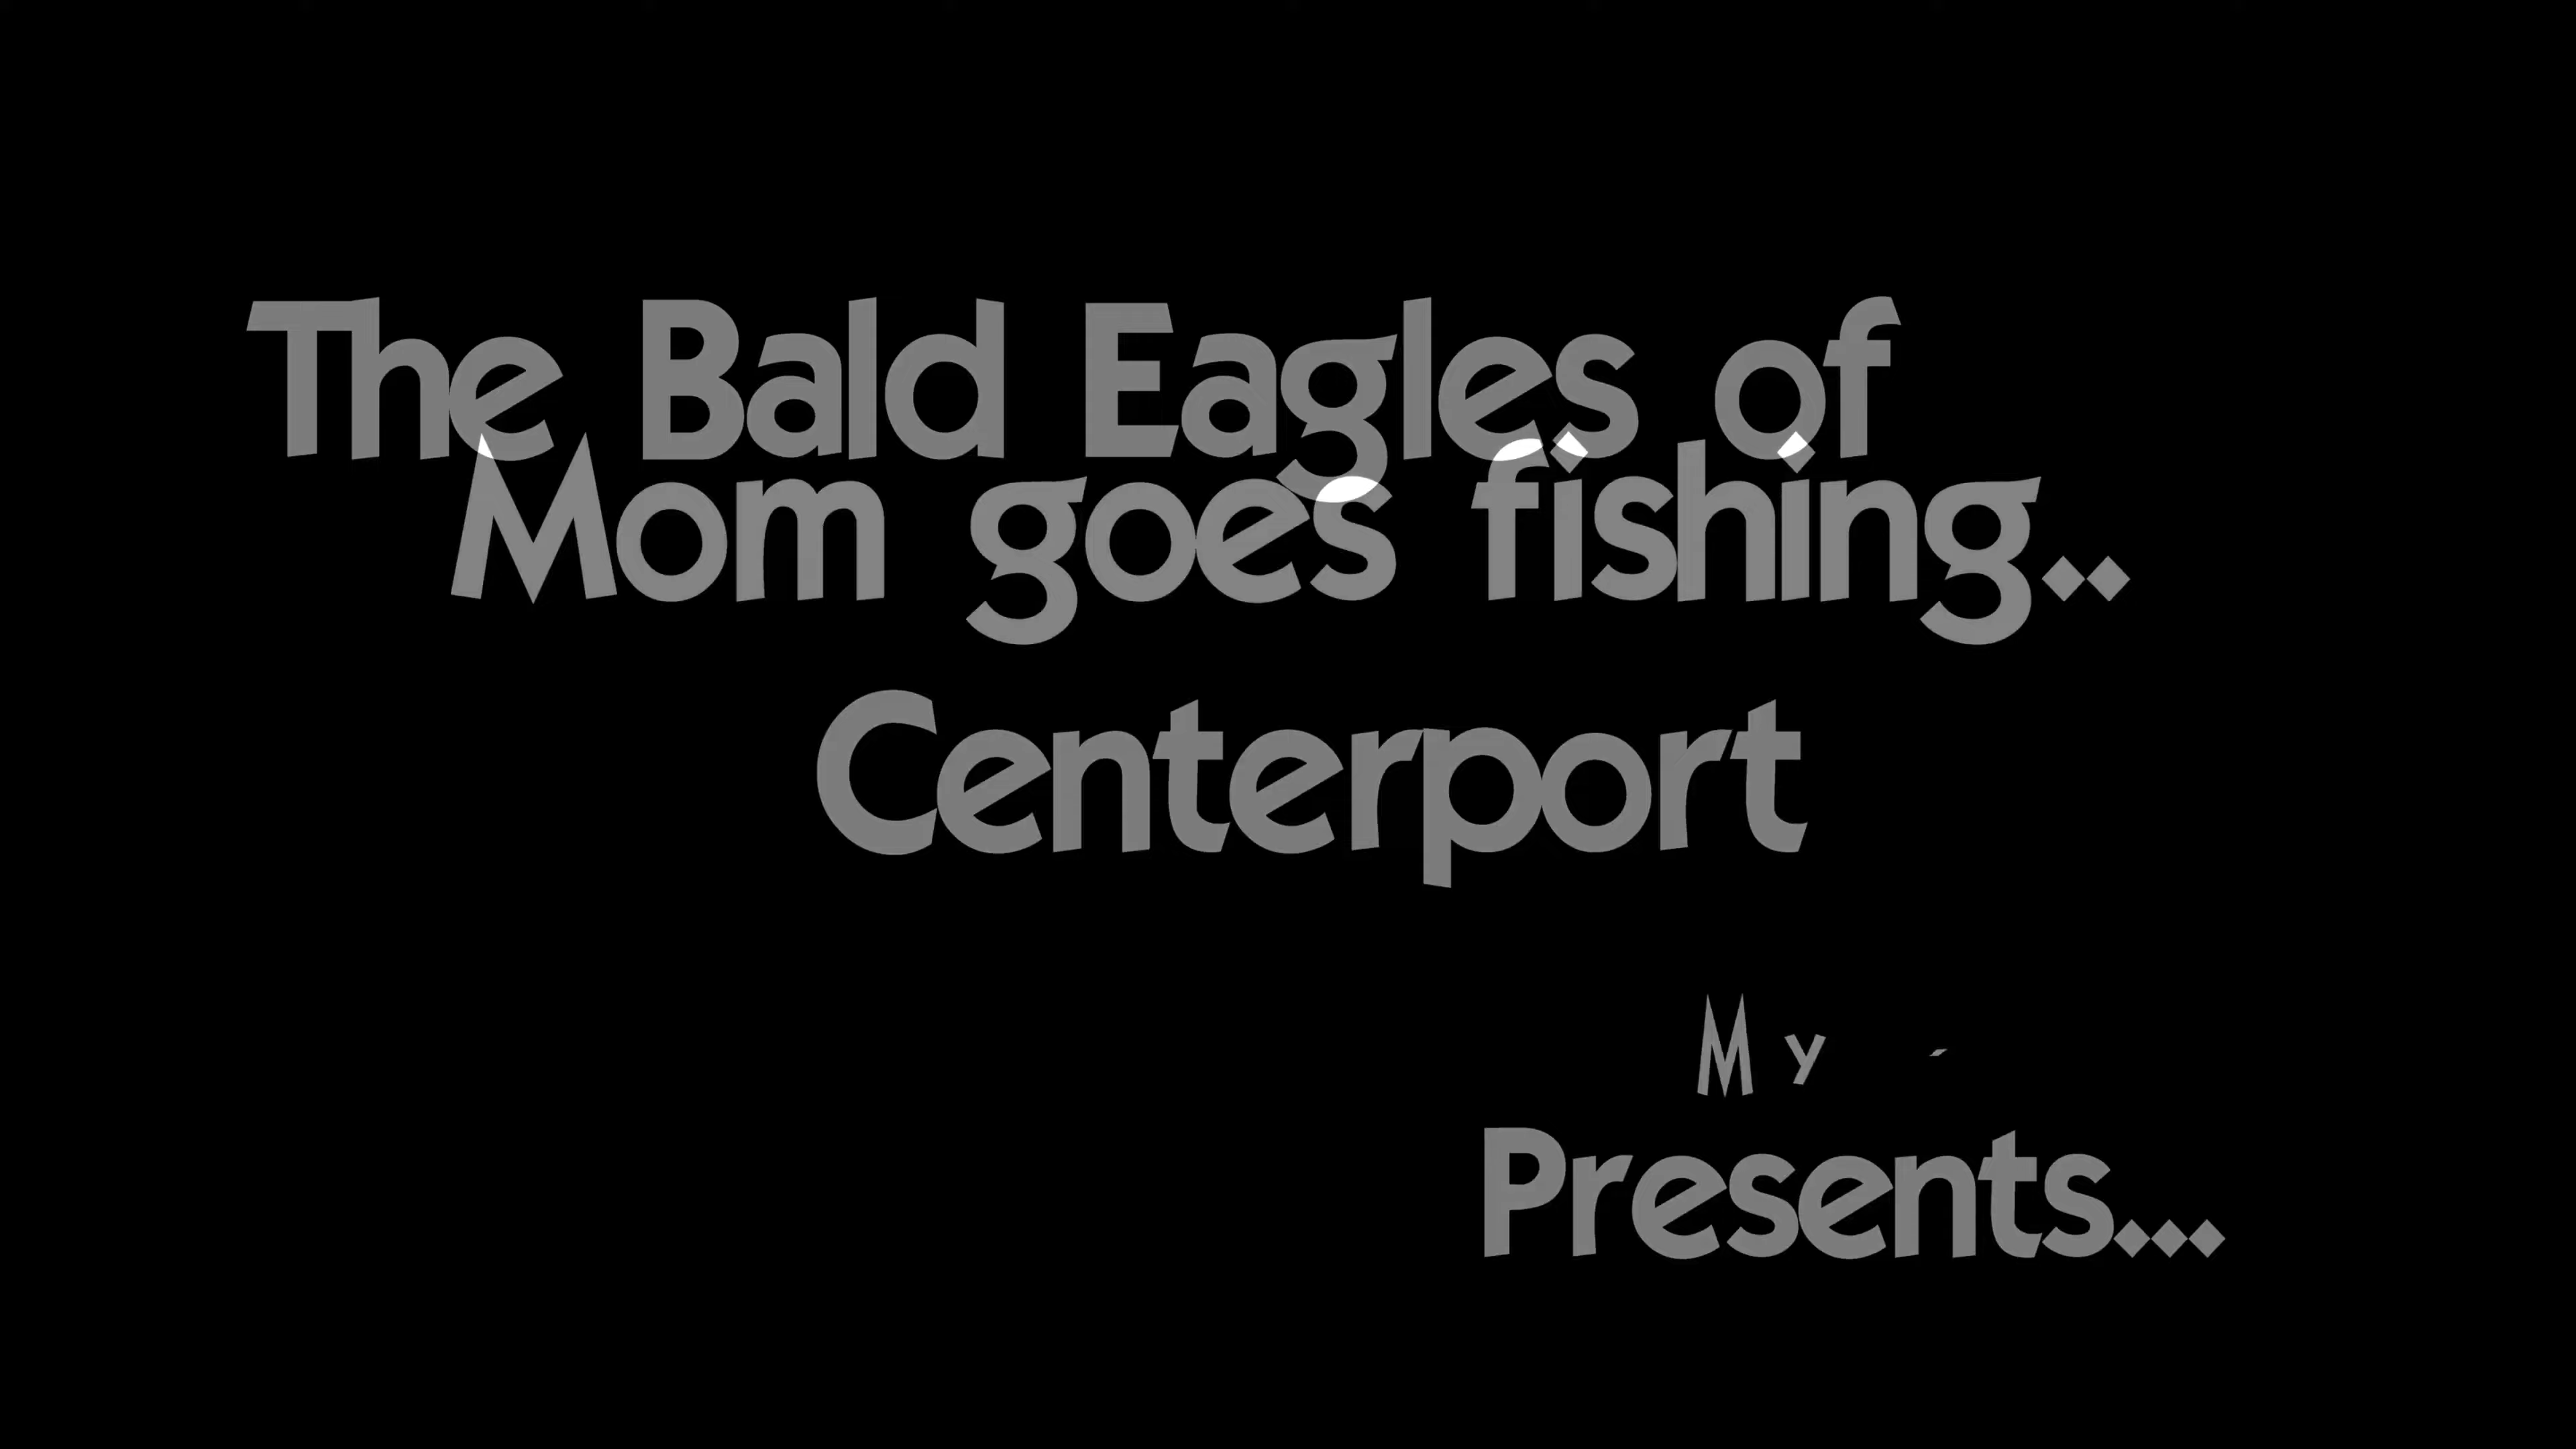 The Bald Eagles of
Mom goes fishing..
Centerport
My
Presents...